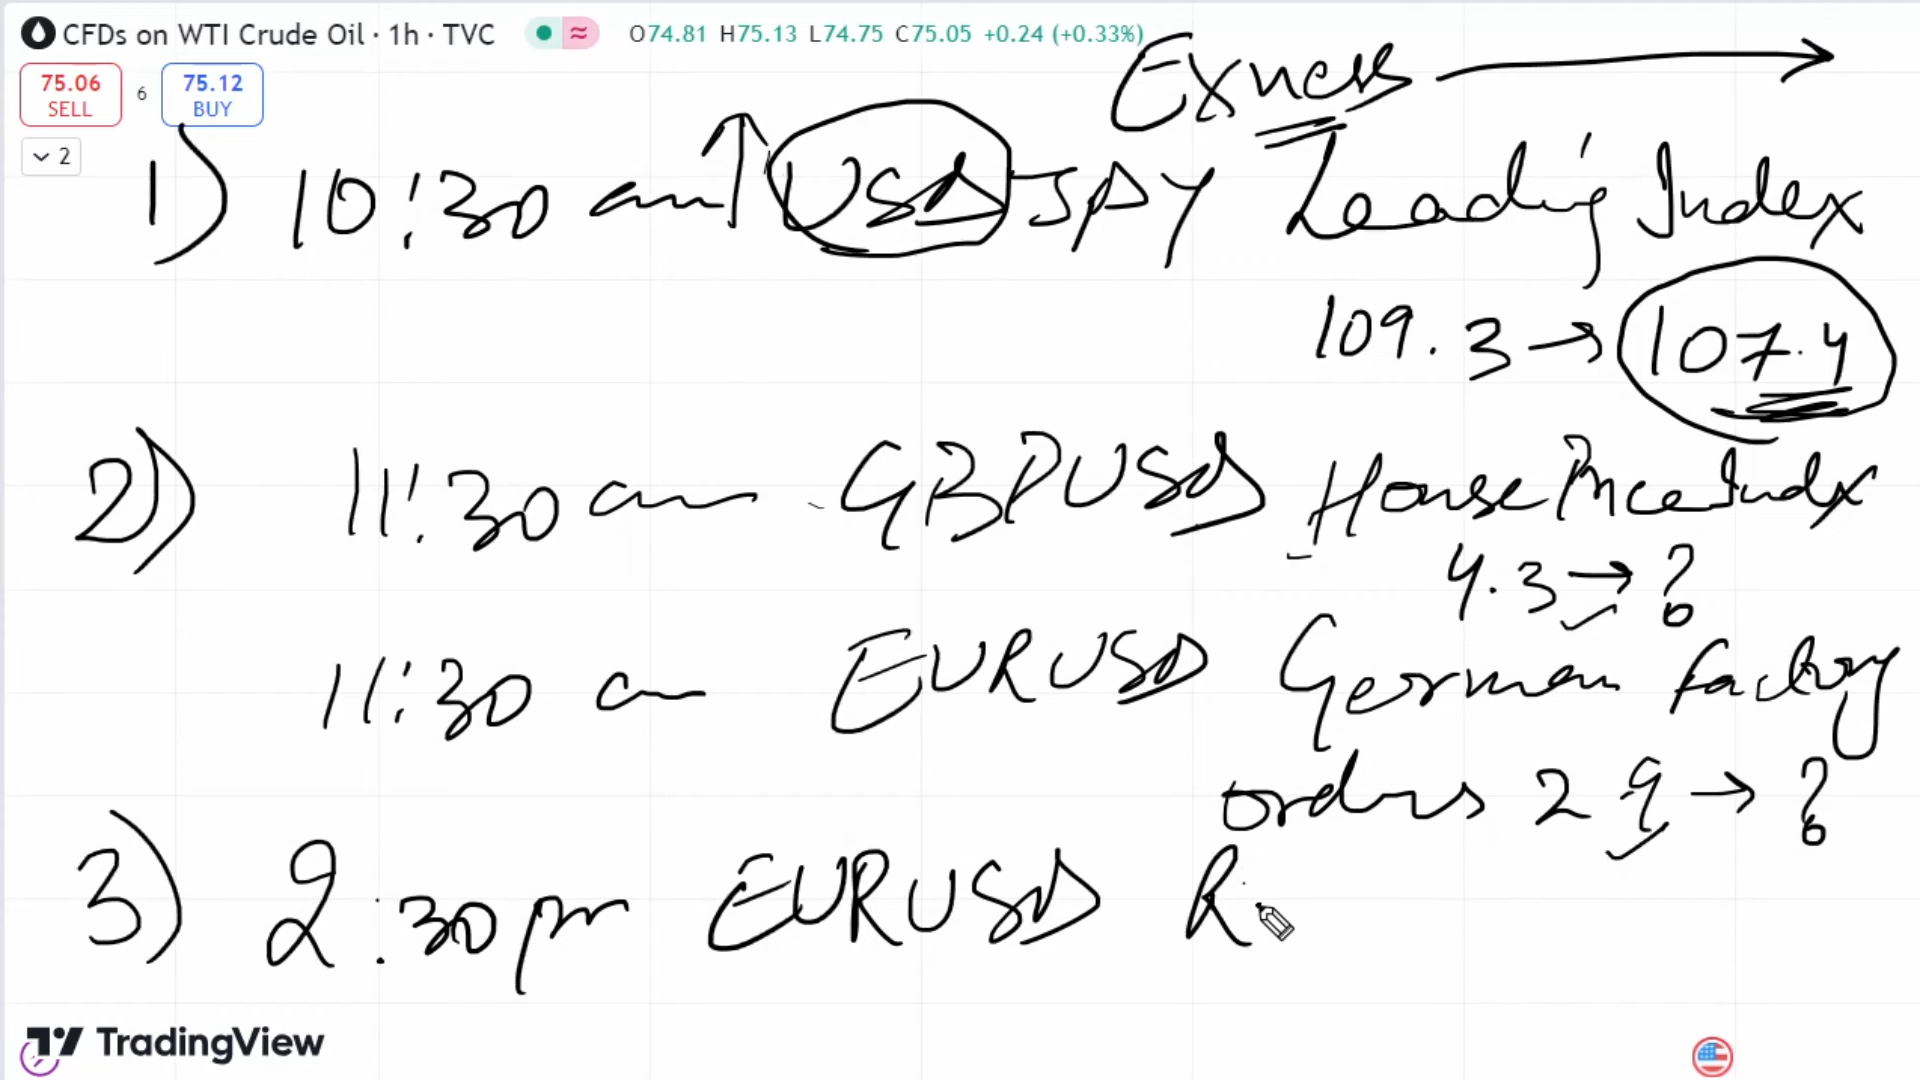 CFDs on WTI Crude Oil · 1h · TVC ≈ O74.81 H75.13 L74.75 C75.05 +0.24 (+0.33%)
75.06 SELL 6 75.12 BUY
Exness →
2
1) 10:30 am ↑ USDJPY Leading Index
109.3 → 107.4
2) 11:30 am GBPUSD House Price Index
4.3 → ?
11:30 am EURUSD German factory
orders 2.9 → ?
3) 2:30 pm EURUSD R
TradingView